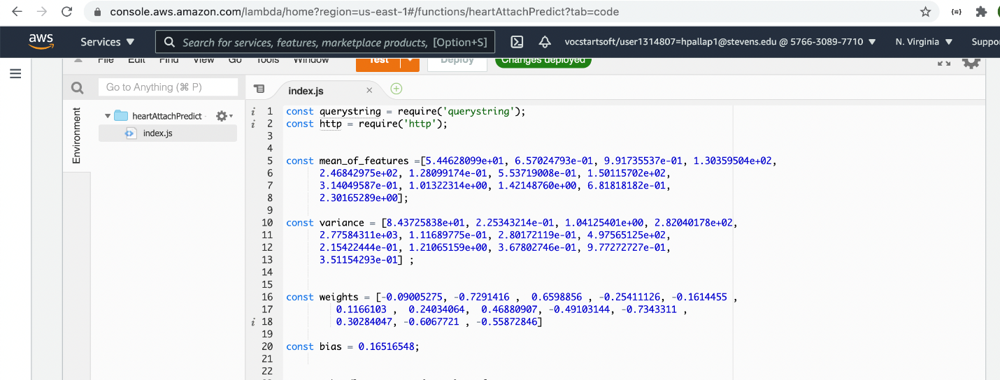 console.aws.amazon.com/lambda/home?region=us-east-1#/functions/heartAttachPredict?tab=code
aws Services ▼ Search for services, features, marketplace products, [Option+S] vocstartsoft/user1314807=hpallap1@stevens.edu @ 5766-3089-7710 ▼ N. Virginia ▼ Suppo
File Edit Find View Go Tools Window Test Deploy Changes deployed
Go to Anything (⌘ P) index.js
Environment
heartAttachPredict
index.js
1 const querystring = require('querystring');
2 const http = require('http');
3
4
5 const mean_of_features =[5.44628099e+01, 6.57024793e-01, 9.91735537e-01, 1.30359504e+02,
6 2.46842975e+02, 1.28099174e-01, 5.53719008e-01, 1.50115702e+02,
7 3.14049587e-01, 1.01322314e+00, 1.42148760e+00, 6.81818182e-01,
8 2.30165289e+00];
9
10 const variance = [8.43725838e+01, 2.25343214e-01, 1.04125401e+00, 2.82040178e+02,
11 2.77584311e+03, 1.11689775e-01, 2.80172119e-01, 4.97565125e+02,
12 2.15422444e-01, 1.21065159e+00, 3.67802746e-01, 9.77272727e-01,
13 3.51154293e-01] ;
14
15
16 const weights = [-0.09005275, -0.7291416 , 0.6598856 , -0.25411126, -0.1614455 ,
17 0.1166103 , 0.24034064, 0.46880907, -0.49103144, -0.7343311 ,
18 0.30284047, -0.6067721 , -0.55872846]
19
20 const bias = 0.16516548;
21
22